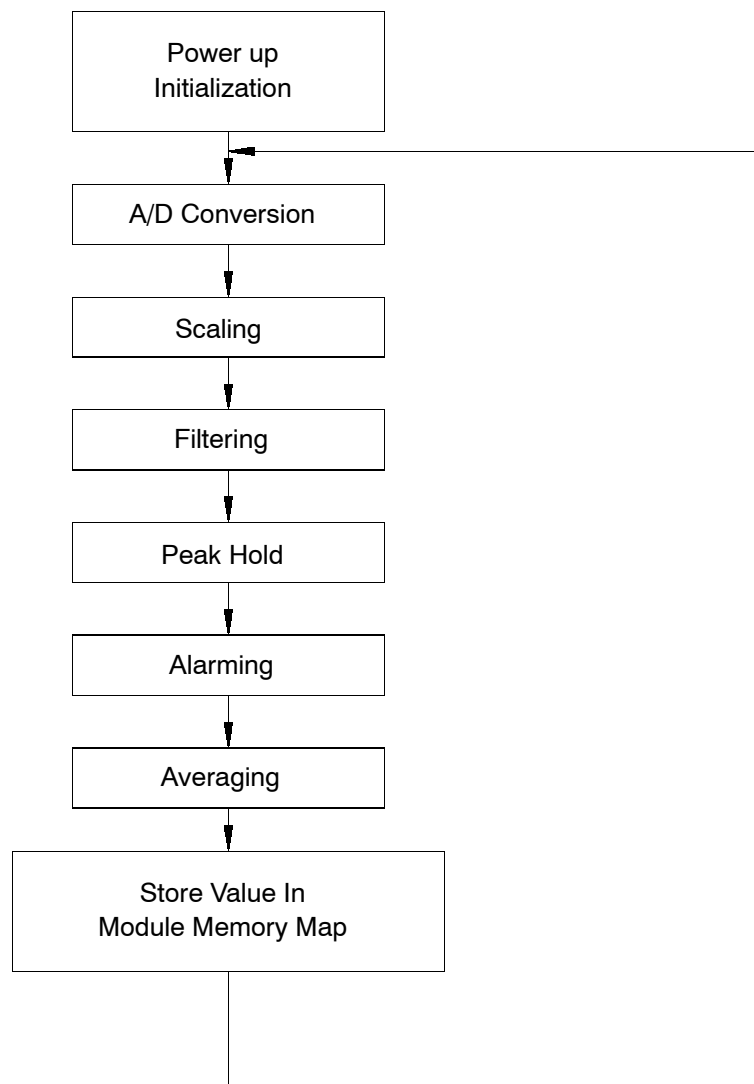 Power up
Initialization
A/D Conversion
Scaling
Filtering
Peak Hold
Alarming
Averaging
Store Value In
Module Memory Map